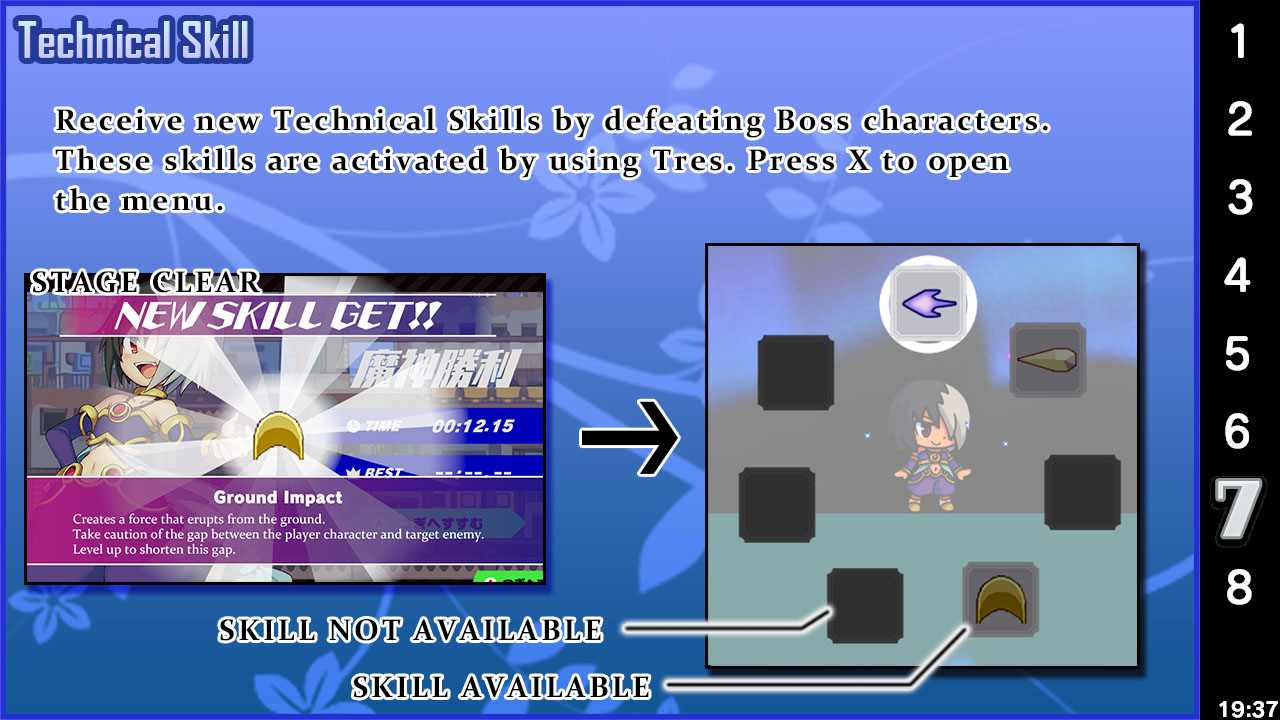 Technical Skill
Receive new Technical Skills by defeating Boss characters.
These skills are activated by using Tres. Press X to open
the menu.
STAGE CLEAR
NEW SKILL GET!!
魔神勝利
TIME 00:12.15
BEST --:--.--
Ground Impact
Creates a force that erupts from the ground.
Take caution of the gap between the player character and target enemy.
Level up to shorten this gap.
SKILL NOT AVAILABLE
SKILL AVAILABLE
1
2
3
4
5
6
7
8
19:37